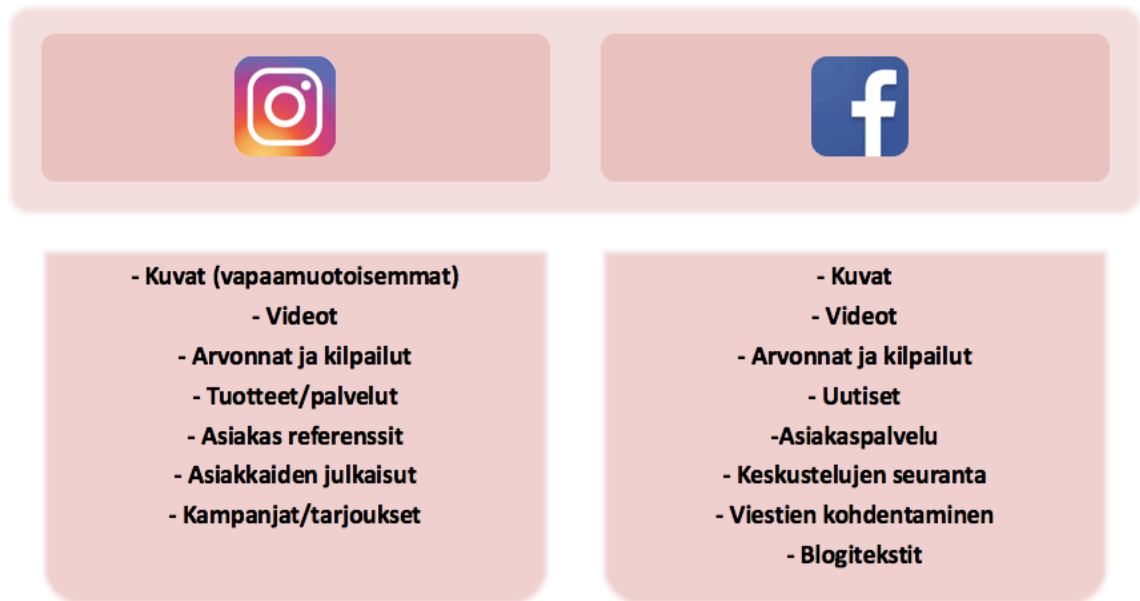 - Kuvat (vapaamuotoisemmat)
- Videot
- Arvonnat ja kilpailut
- Tuotteet/palvelut
- Asiakas referenssit
- Asiakkaiden julkaisut
- Kampanjat/tarjoukset
- Kuvat
- Videot
- Arvonnat ja kilpailut
- Uutiset
-Asiakaspalvelu
- Keskustelujen seuranta
- Viestien kohdentaminen
- Blogitekstit